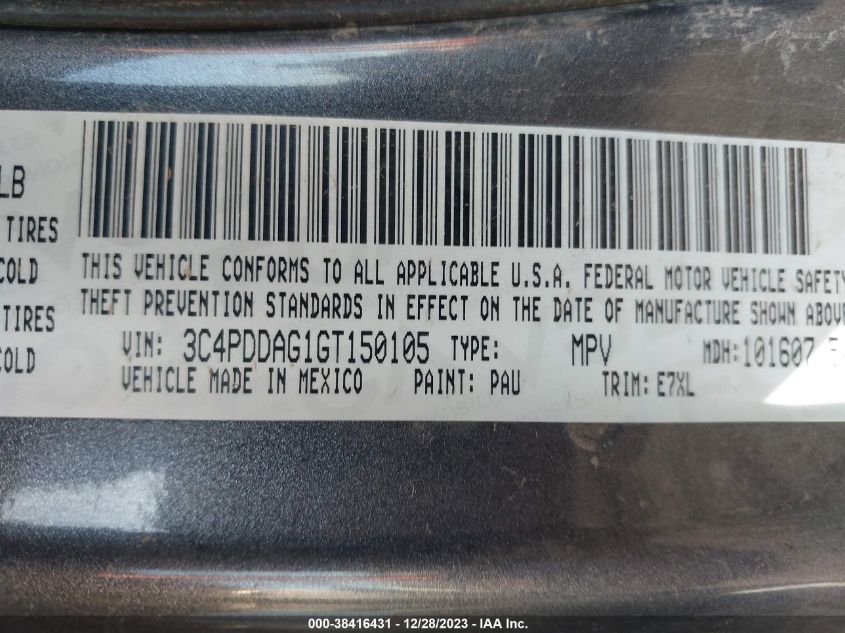 LB
TIRES
COLD
TIRES
COLD
THIS VEHICLE CONFORMS TO ALL APPLICABLE U.S.A. FEDERAL MOTOR VEHICLE SAFETY
THEFT PREVENTION STANDARDS IN EFFECT ON THE DATE OF MANUFACTURE SHOWN ABOVE
VIN: 3C4PDDAG1GT150105 TYPE: MPV MDH:101607 5
VEHICLE MADE IN MEXICO PAINT: PAU TRIM: E7XL
000-38416431 - 12/28/2023 - IAA Inc.